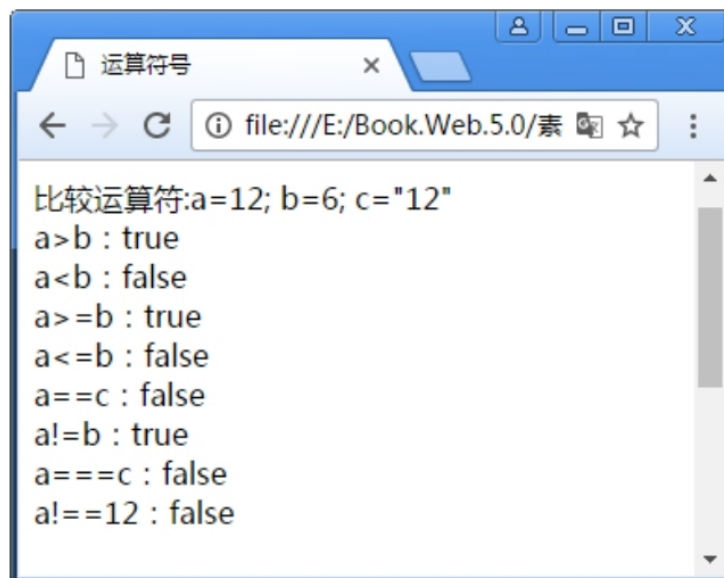 运算符号
file:///E:/Book.Web.5.0/素
比较运算符:a=12; b=6; c="12"
a>b : true
a<b : false
a>=b : true
a<=b : false
a==c : false
a!=b : true
a===c : false
a!==12 : false